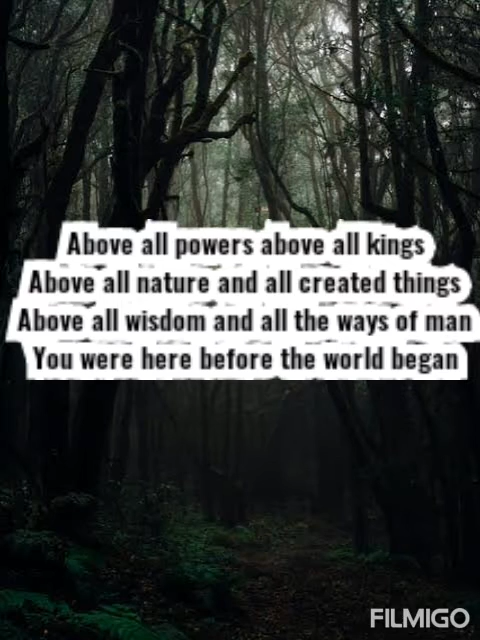 Above all powers above all kings
Above all nature and all created things
Above all wisdom and all the ways of man
You were here before the world began
FILMIGO